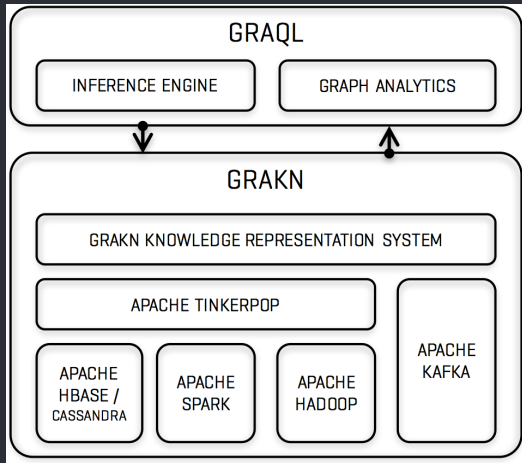 GRAQL
INFERENCE ENGINE
GRAPH ANALYTICS
GRAKN
GRAKN KNOWLEDGE REPRESENTATION SYSTEM
APACHE TINKERPOP
APACHE
KAFKA
APACHE
HBASE /
CASSANDRA
APACHE
SPARK
APACHE
HADOOP